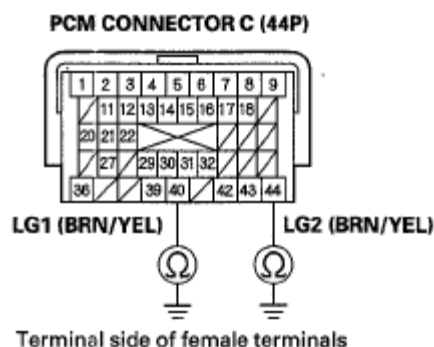 PCM CONNECTOR C (44P)
1 2 3 4 5 6 7 8 9
11 12 13 14 15 16 17 18
20 21 22
27 29 30 31 32
36 39 40 42 43 44
LG1 (BRN/YEL) LG2 (BRN/YEL)
Ω Ω
Terminal side of female terminals